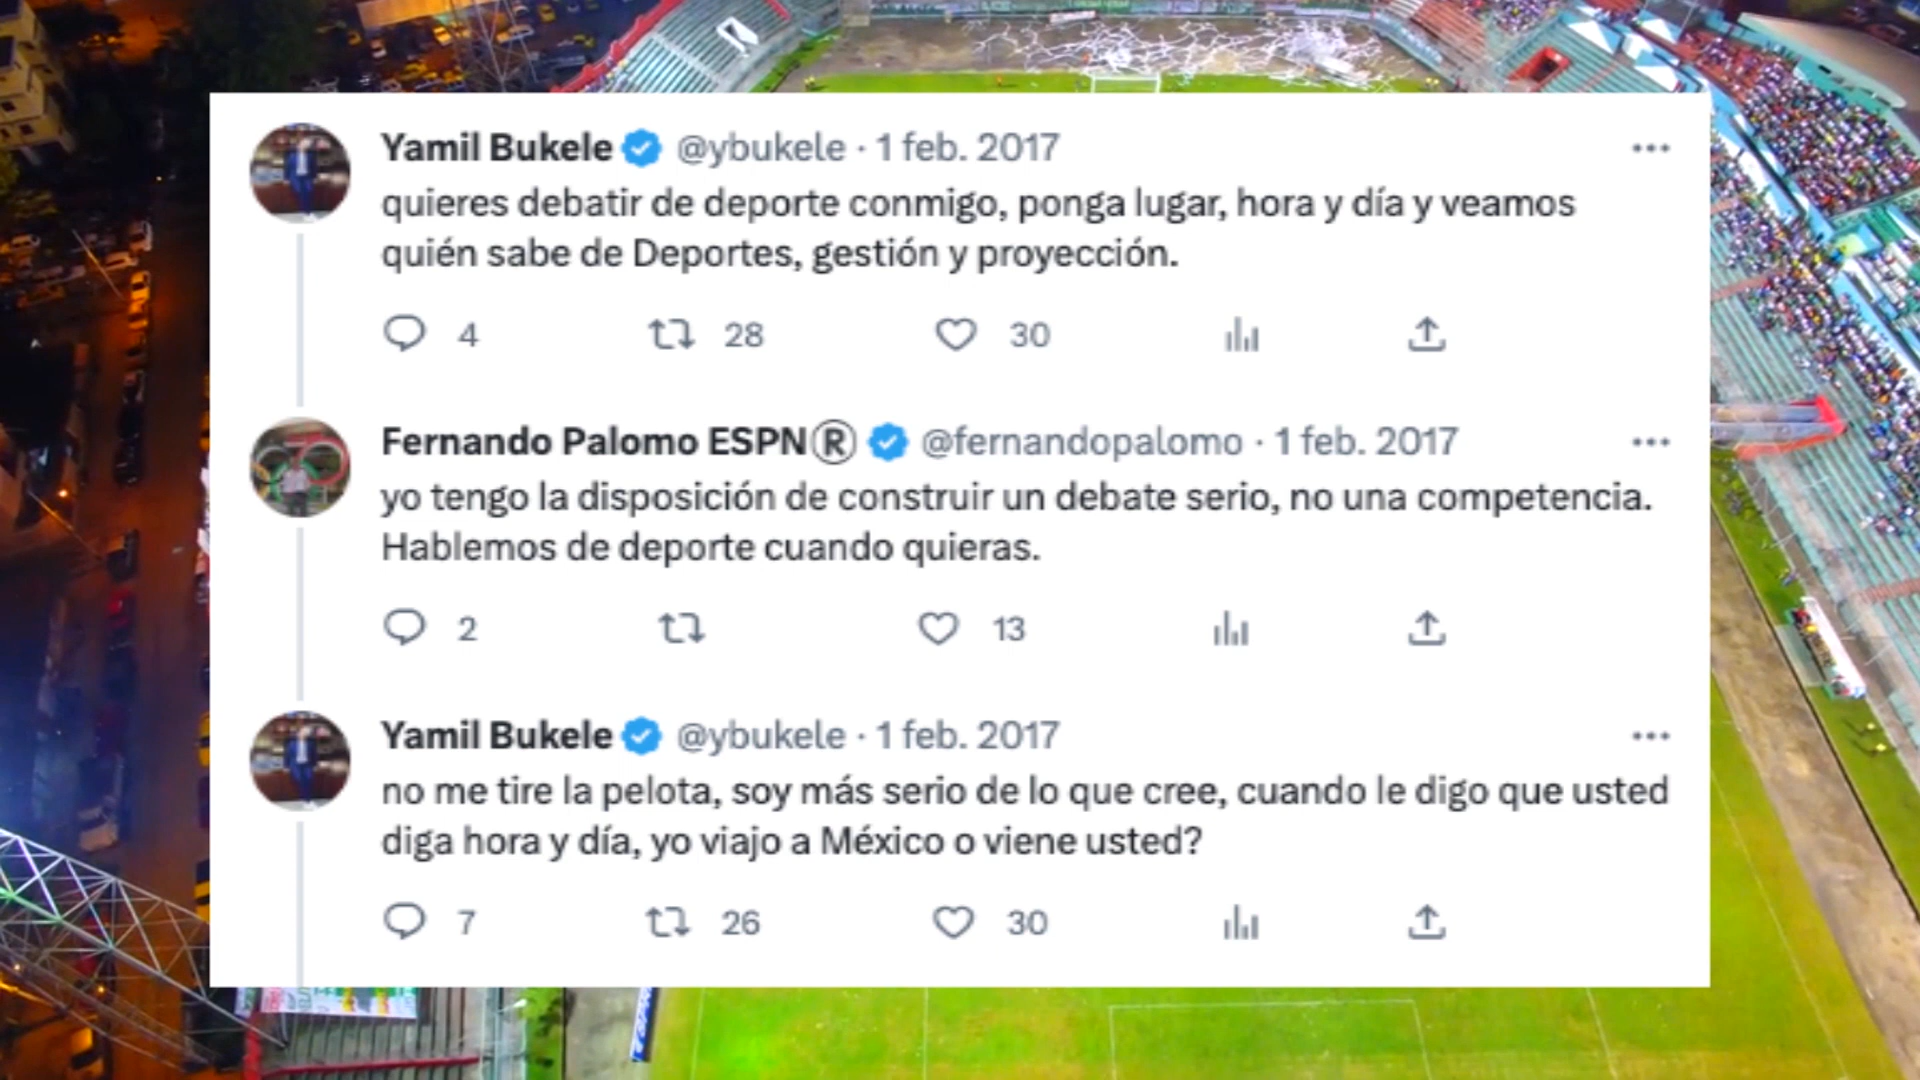 Yamil Bukele @ybukele · 1 feb. 2017
quieres debatir de deporte conmigo, ponga lugar, hora y día y veamos
quién sabe de Deportes, gestión y proyección.
4 28 30
Fernando Palomo ESPN® @fernandopalomo · 1 feb. 2017
yo tengo la disposición de construir un debate serio, no una competencia.
Hablemos de deporte cuando quieras.
2 13
Yamil Bukele @ybukele · 1 feb. 2017
no me tire la pelota, soy más serio de lo que cree, cuando le digo que usted
diga hora y día, yo viajo a México o viene usted?
7 26 30